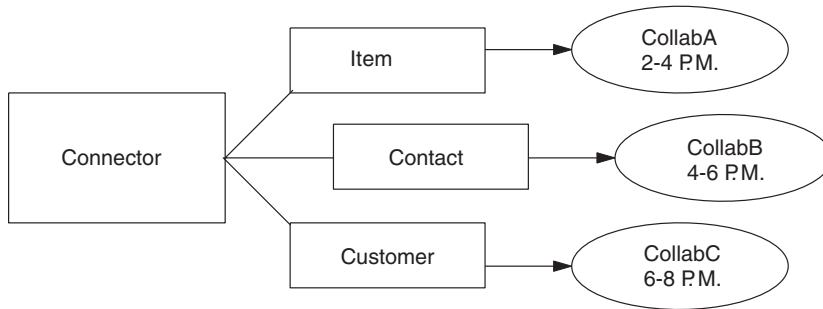 Item
CollabA
2-4 P.M.
Connector
Contact
CollabB
4-6 P.M.
Customer
CollabC
6-8 P.M.